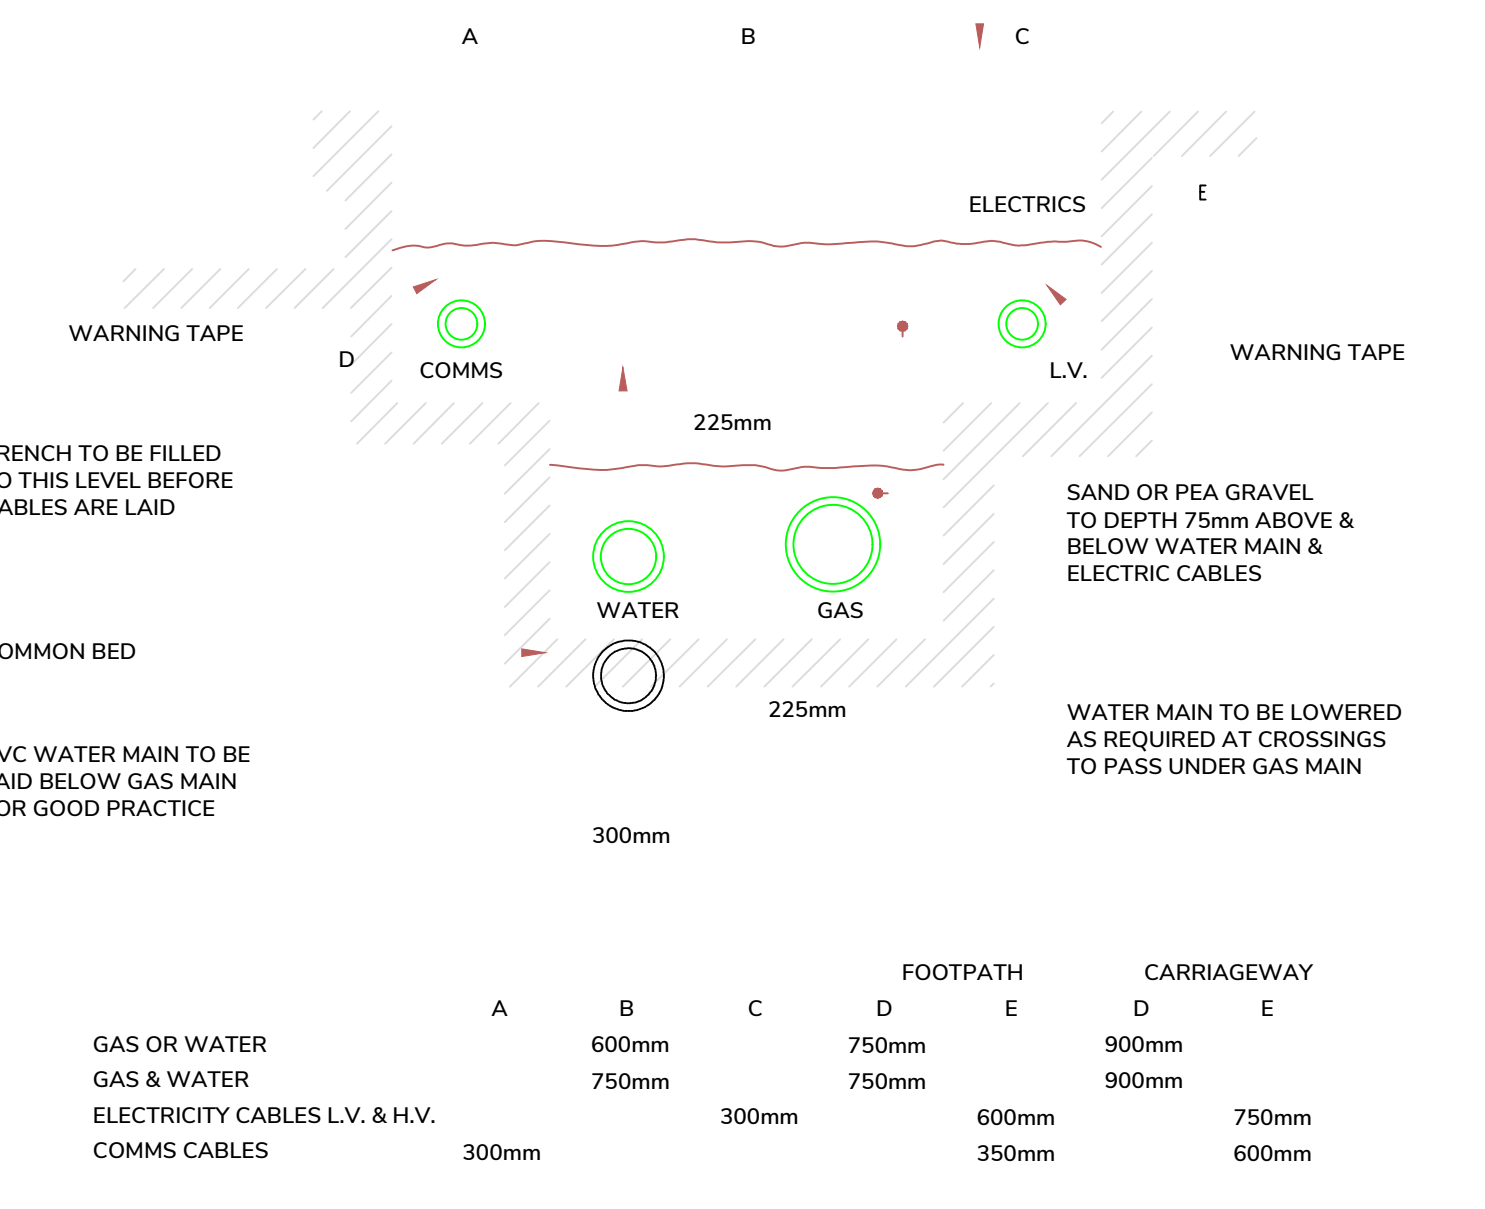 A B C
ELECTRICS
E
WARNING TAPE
D
COMMS
L.V.
WARNING TAPE
225mm
RENCH TO BE FILLED
O THIS LEVEL BEFORE
ABLES ARE LAID
SAND OR PEA GRAVEL
TO DEPTH 75mm ABOVE &
BELOW WATER MAIN &
ELECTRIC CABLES
WATER GAS
OMMON BED
225mm
WATER MAIN TO BE LOWERED
AS REQUIRED AT CROSSINGS
TO PASS UNDER GAS MAIN
VC WATER MAIN TO BE
AID BELOW GAS MAIN
OR GOOD PRACTICE
300mm
FOOTPATH CARRIAGEWAY
A B C D E D E
GAS OR WATER 600mm 750mm 900mm
GAS & WATER 750mm 750mm 900mm
ELECTRICITY CABLES L.V. & H.V. 300mm 600mm 750mm
COMMS CABLES 300mm 350mm 600mm